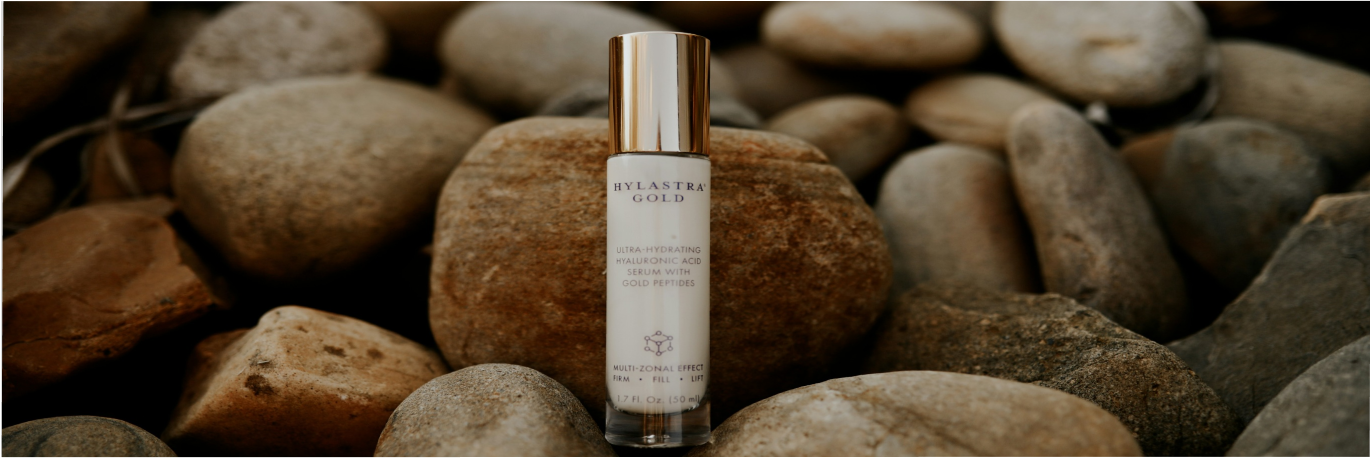 HYLASTRA®
GOLD
ULTRA-HYDRATING
HYALURONIC ACID
SERUM WITH
GOLD PEPTIDES
MULTI-ZONAL EFFECT
FIRM • FILL • LIFT
1.7 Fl. Oz. (50 ml)